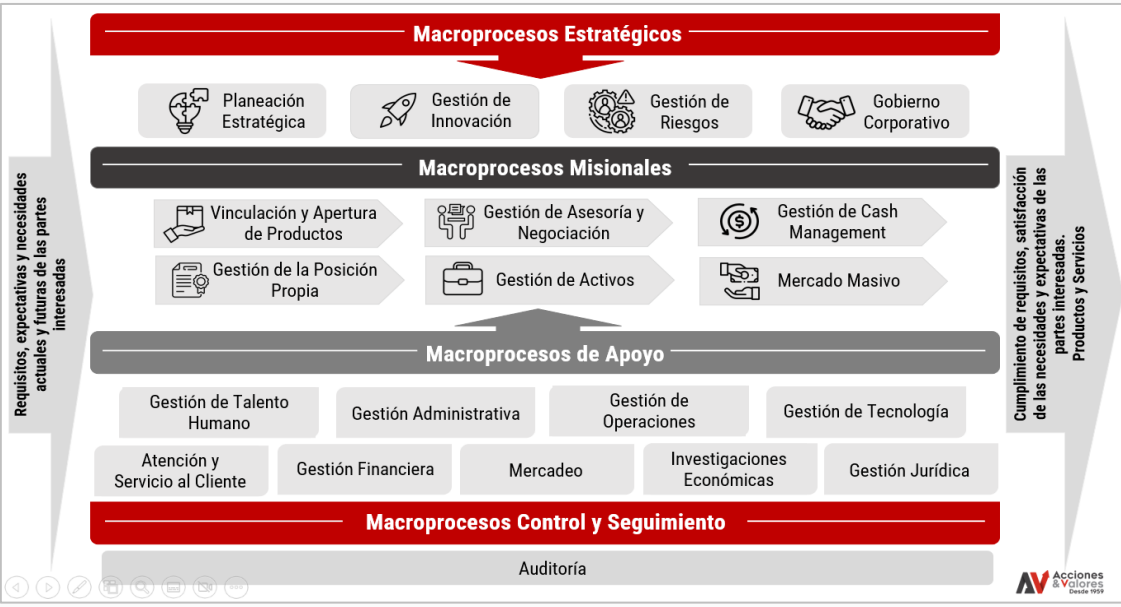 Macroprocesos Estratégicos
Planeación
Estratégica
Gestión de
Innovación
Gestión de
Riesgos
Gobierno
Corporativo
Requisitos, expectativas y necesidades
actuales y futuras de las partes
interesadas
Macroprocesos Misionales
Vinculación y Apertura
de Productos
Gestión de Asesoría y
Negociación
Gestión de Cash
Management
Gestión de la Posición
Propia
Gestión de Activos
Mercado Masivo
Cumplimiento de requisitos, satisfacción
de las necesidades y expectativas de las
partes interesadas.
Productos y Servicios
Macroprocesos de Apoyo
Gestión de Talento
Humano
Gestión Administrativa
Gestión de
Operaciones
Gestión de Tecnología
Atención y
Servicio al Cliente
Gestión Financiera
Mercadeo
Investigaciones
Económicas
Gestión Jurídica
Macroprocesos Control y Seguimiento
Auditoría
AV
Acciones
& Valores
Desde 1959